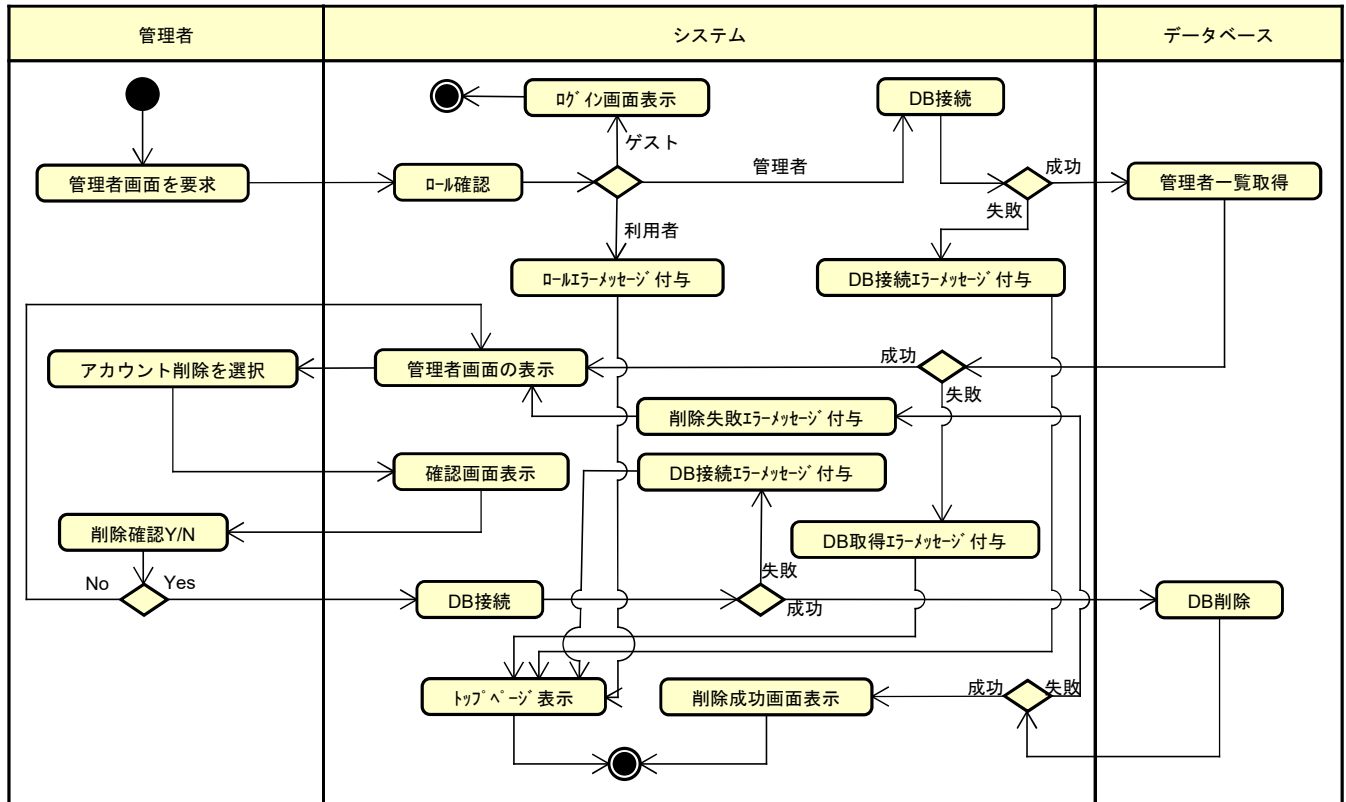 管理者
システム
データベース
ﾛｸﾞｲﾝ画面表示
DB接続
ゲスト
管理者
成功
管理者画面を要求
ﾛｰﾙ確認
管理者一覧取得
失敗
利用者
ﾛｰﾙｴﾗｰﾒｯｾｰｼﾞ付与
DB接続ｴﾗｰﾒｯｾｰｼﾞ付与
成功
アカウント削除を選択
管理者画面の表示
失敗
削除失敗ｴﾗｰﾒｯｾｰｼﾞ付与
確認画面表示
DB接続ｴﾗｰﾒｯｾｰｼﾞ付与
削除確認Y/N
DB取得ｴﾗｰﾒｯｾｰｼﾞ付与
失敗
No
Yes
DB接続
成功
DB削除
ﾄｯﾌﾟﾍﾟｰｼﾞ表示
削除成功画面表示
成功
失敗